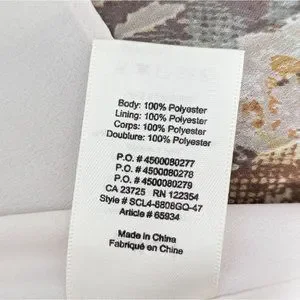 Body: 100% Polyester
Lining: 100% Polyester
Corps: 100% Polyester
Doublure: 100% Polyester
P.O. # 4500080277
P.O. # 4500080278
P.O. # 4500080279
CA 23725 RN 122354
Style # SCL4-8808GQ-47
Article # 65934
Made in China
Fabriqué en Chine